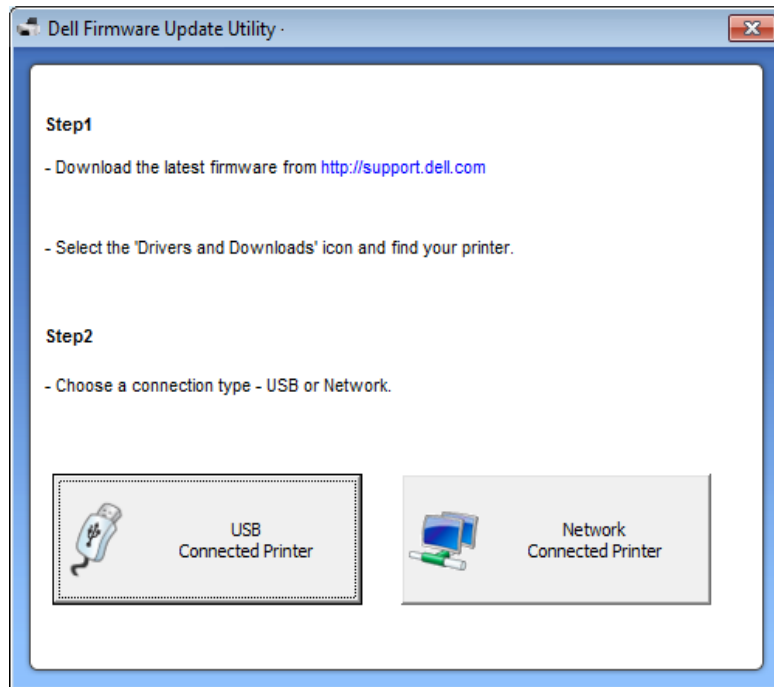 Dell Firmware Update Utility ·
Step1
- Download the latest firmware from http://support.dell.com
- Select the 'Drivers and Downloads' icon and find your printer.
Step2
- Choose a connection type - USB or Network.
USB
Connected Printer
Network
Connected Printer